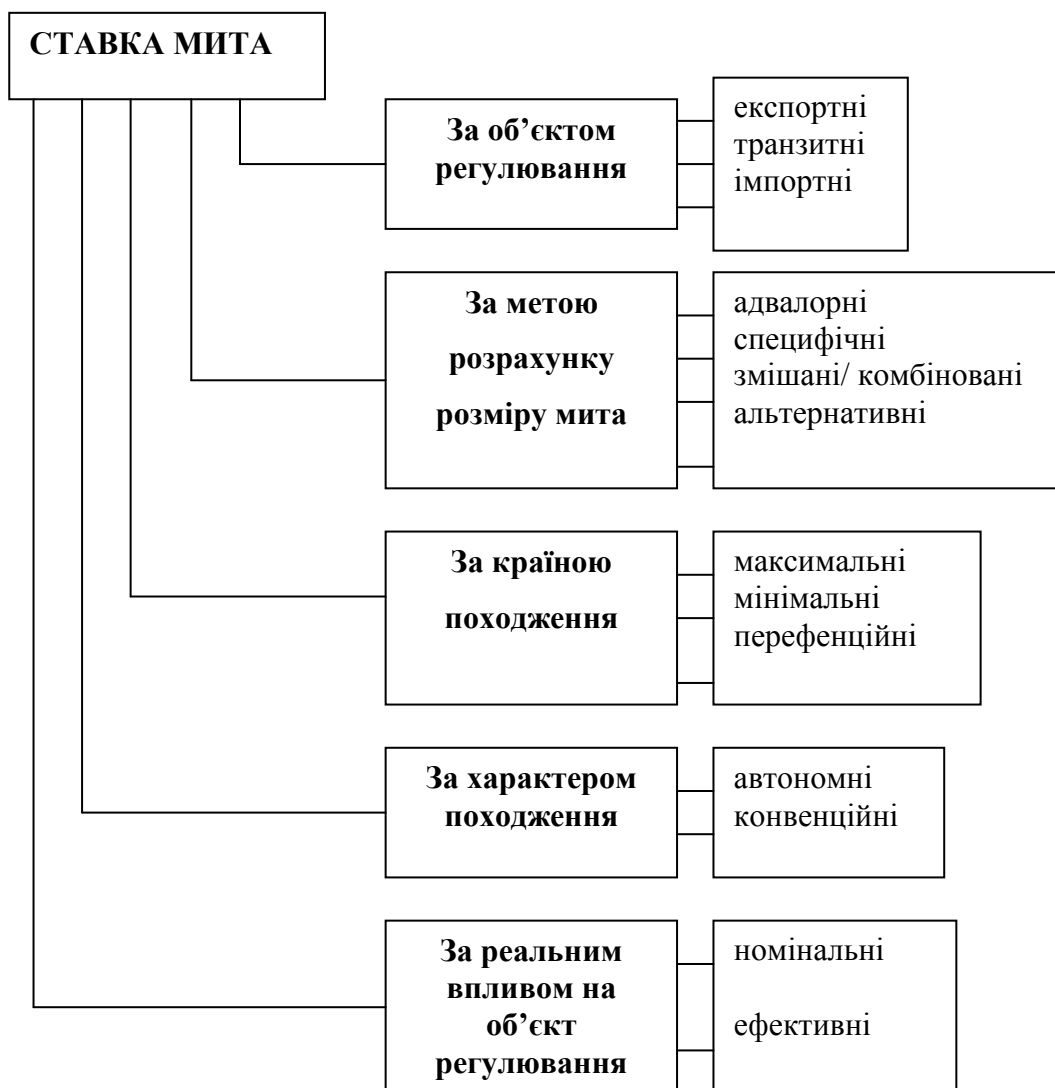 СТАВКА МИТА
За об’єктом
регулювання
експортні
транзитні
імпортні
За метою
розрахунку
розміру мита
адвалорні
специфічні
змішані/ комбіновані
альтернативні
За країною
походження
максимальні
мінімальні
перефенційні
За характером
походження
автономні
конвенційні
За реальним
впливом на
об’єкт
регулювання
номінальні
ефективні